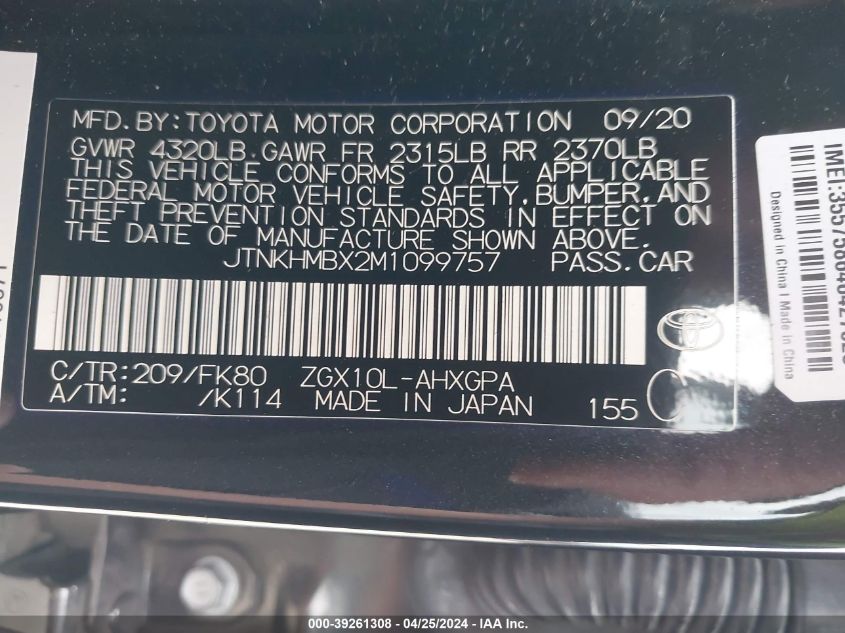 MFD.BY:TOYOTA MOTOR CORPORATION 09/20
GVWR 4320LB.GAWR FR 2315LB RR 2370LB
THIS VEHICLE CONFORMS TO ALL APPLICABLE
FEDERAL MOTOR VEHICLE SAFETY,BUMPER,AND
THEFT PREVENTION STANDARDS IN EFFECT ON
THE DATE OF MANUFACTURE SHOWN ABOVE.
JTNKHMBX2M1099757 PASS.CAR
C/TR:209/FK80 ZGX10L-AHXGPA
A/TM: /K114 MADE IN JAPAN 155 C
Designed in China | Made in China
000-39261308 - 04/25/2024 - IAA Inc.